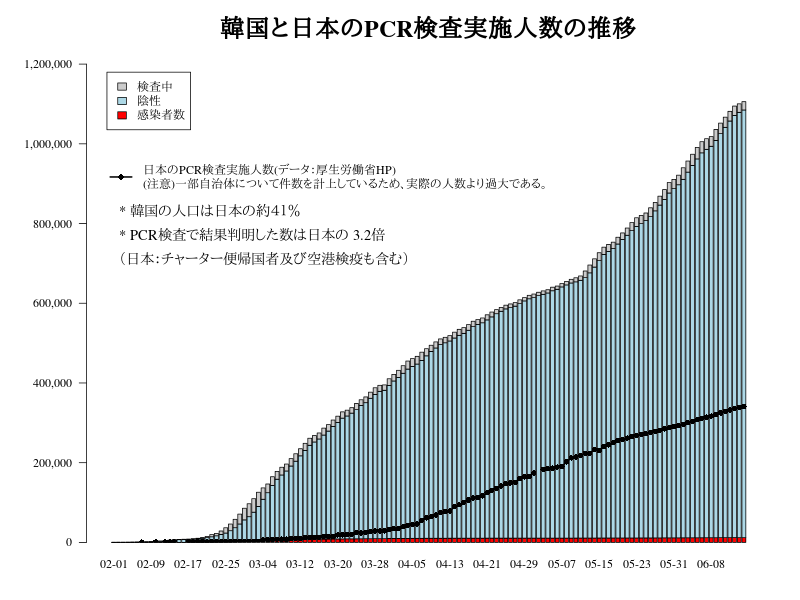 韓国と日本のPCR検査実施人数の推移
1,200,000
1,000,000
800,000
600,000
400,000
200,000
0
検査中
陰性
感染者数
日本のPCR検査実施人数(データ：厚生労働省HP)
(注意)一部自治体について件数を計上しているため、実際の人数より過大である。
* 韓国の人口は日本の約41%
* PCR検査で結果判明した数は日本の 3.2倍
（日本：チャーター便帰国者及び空港検疫も含む）
02-01 02-09 02-17 02-25 03-04 03-12 03-20 03-28 04-05 04-13 04-21 04-29 05-07 05-15 05-23 05-31 06-08